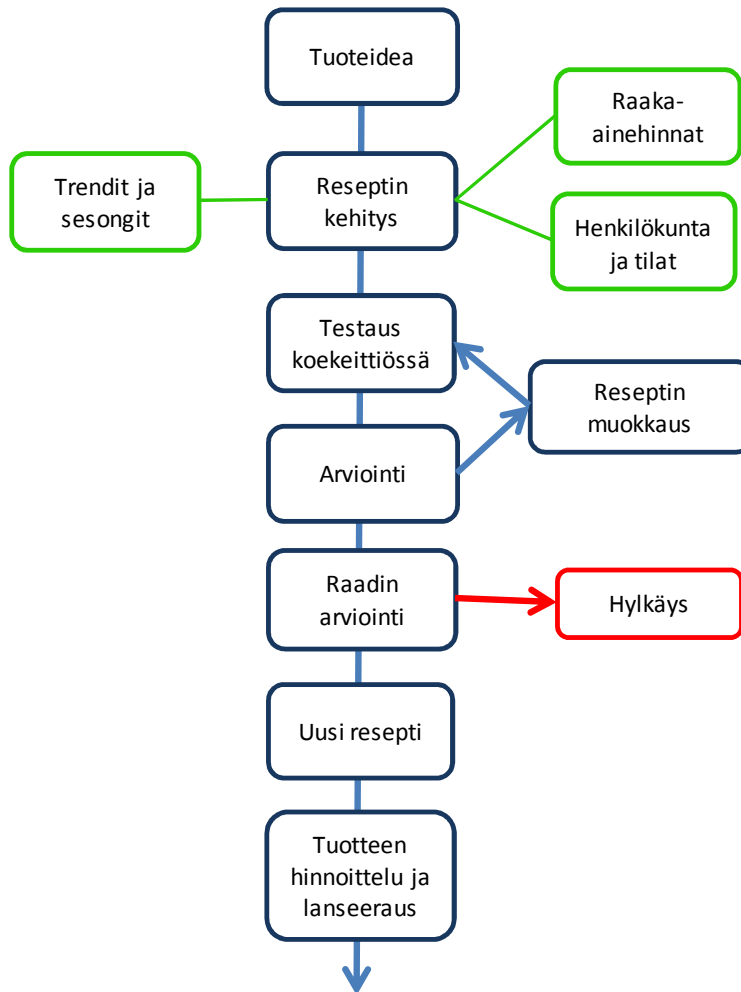 Tuoteidea
Raaka-
ainehinnat
Trendit ja
sesongit
Reseptin
kehitys
Henkilökunta
ja tilat
Testaus
koekeittiössä
Reseptin
muokkaus
Arviointi
Raadin
arviointi
Hylkäys
Uusi resepti
Tuotteen
hinnoittelu ja
lanseeraus